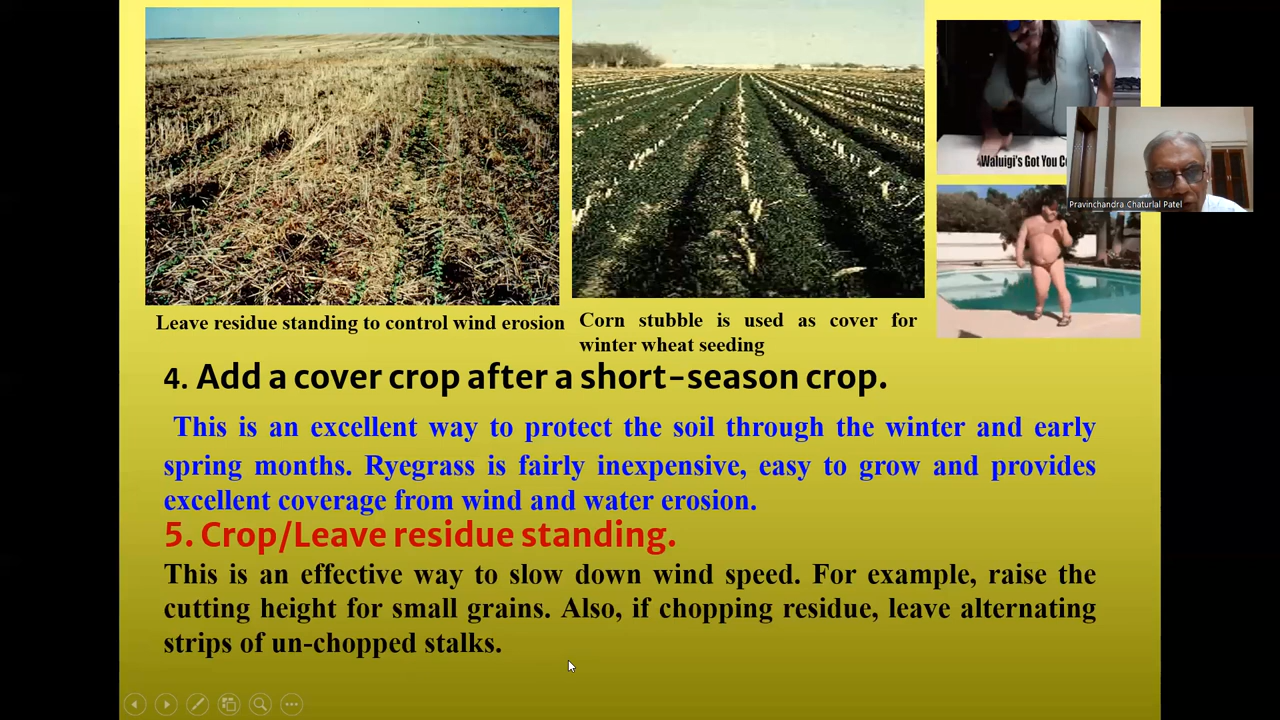 Waluigi's Got You
Pravinchandra Chaturlal Patel
Leave residue standing to control wind erosion
Corn stubble is used as cover for
winter wheat seeding
4. Add a cover crop after a short-season crop.
This is an excellent way to protect the soil through the winter and early
spring months. Ryegrass is fairly inexpensive, easy to grow and provides
excellent coverage from wind and water erosion.
5. Crop/Leave residue standing.
This is an effective way to slow down wind speed. For example, raise the
cutting height for small grains. Also, if chopping residue, leave alternating
strips of un-chopped stalks.